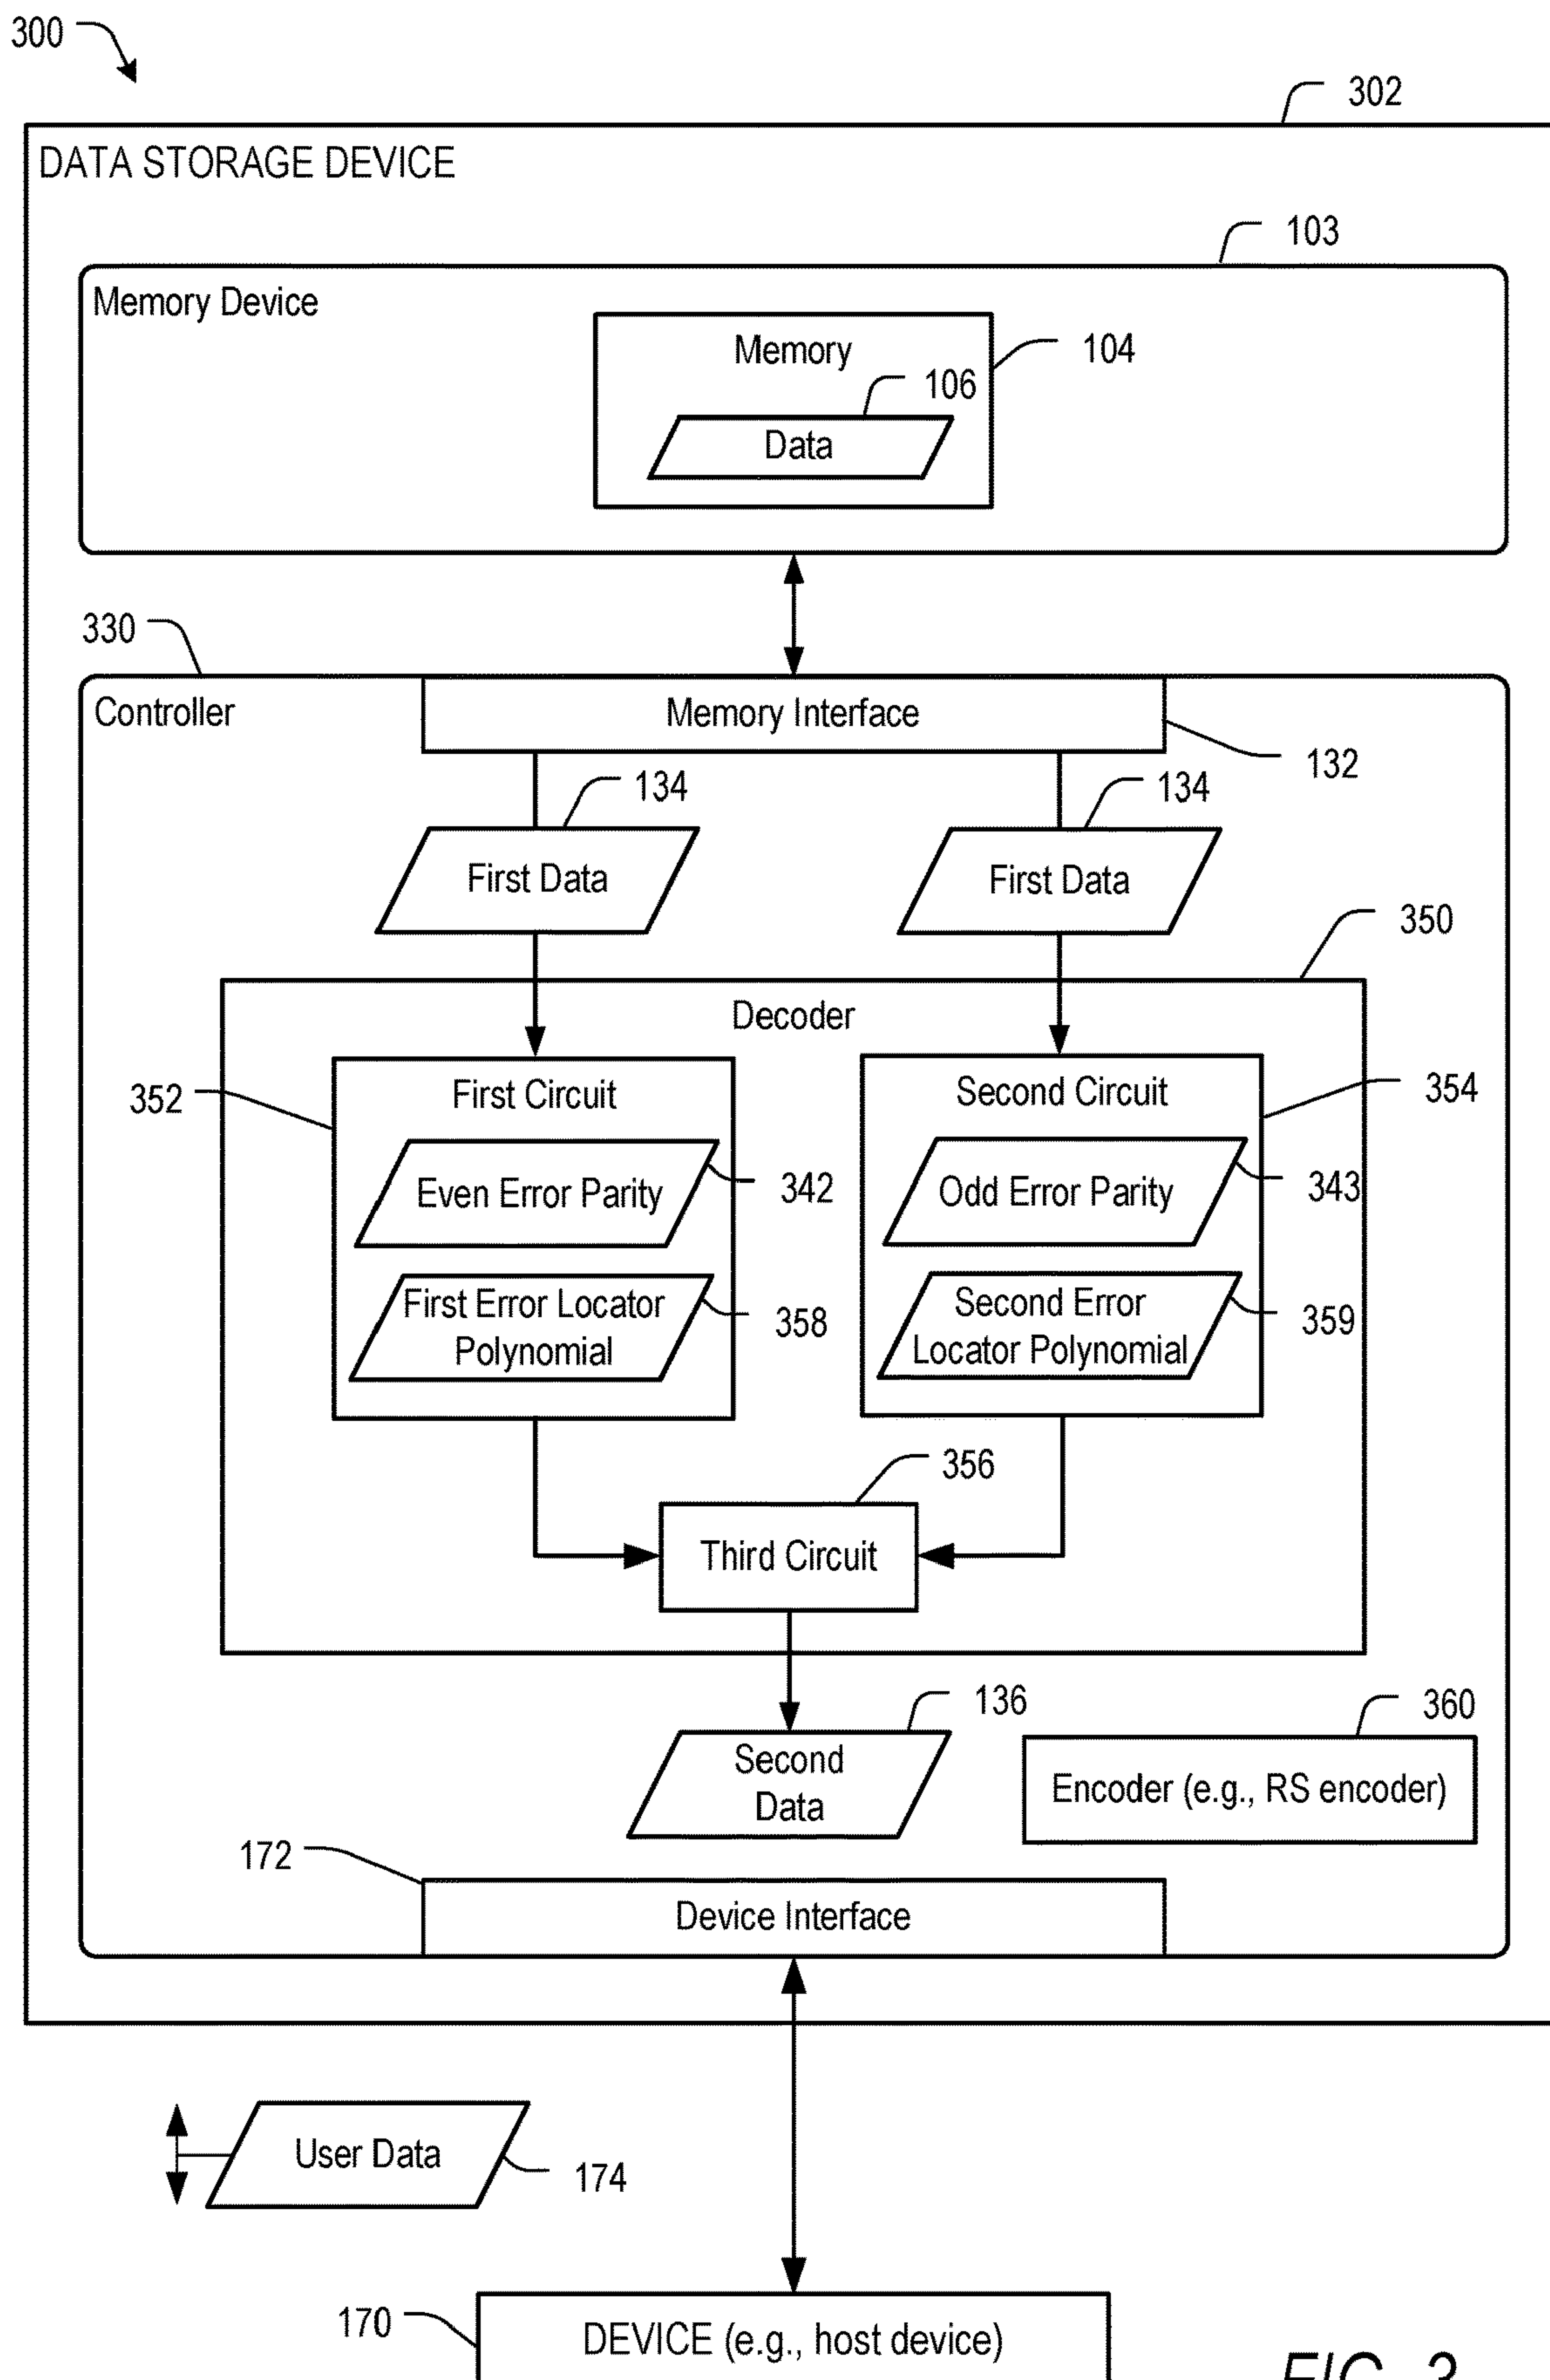 300
302
DATA STORAGE DEVICE
103
Memory Device
Memory
104
106
Data
330
Controller
Memory Interface
132
134
134
First Data
First Data
350
Decoder
352
First Circuit
Second Circuit
354
Even Error Parity
342
Odd Error Parity
343
First Error Locator
Polynomial
358
Second Error
Locator Polynomial
359
356
Third Circuit
136
360
Second
Data
Encoder (e.g., RS encoder)
172
Device Interface
User Data
174
170
DEVICE (e.g., host device)
FIG. 3